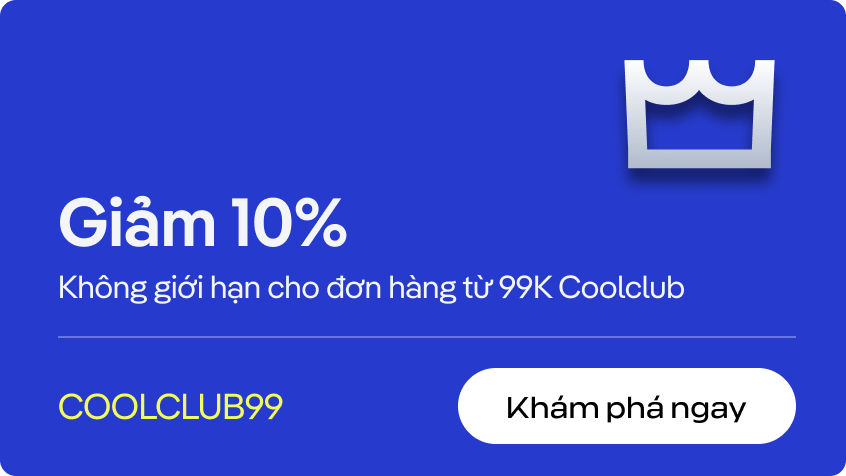 Giảm 10%
Không giới hạn cho đơn hàng từ 99K Coolclub
COOLCLUB99
Khám phá ngay